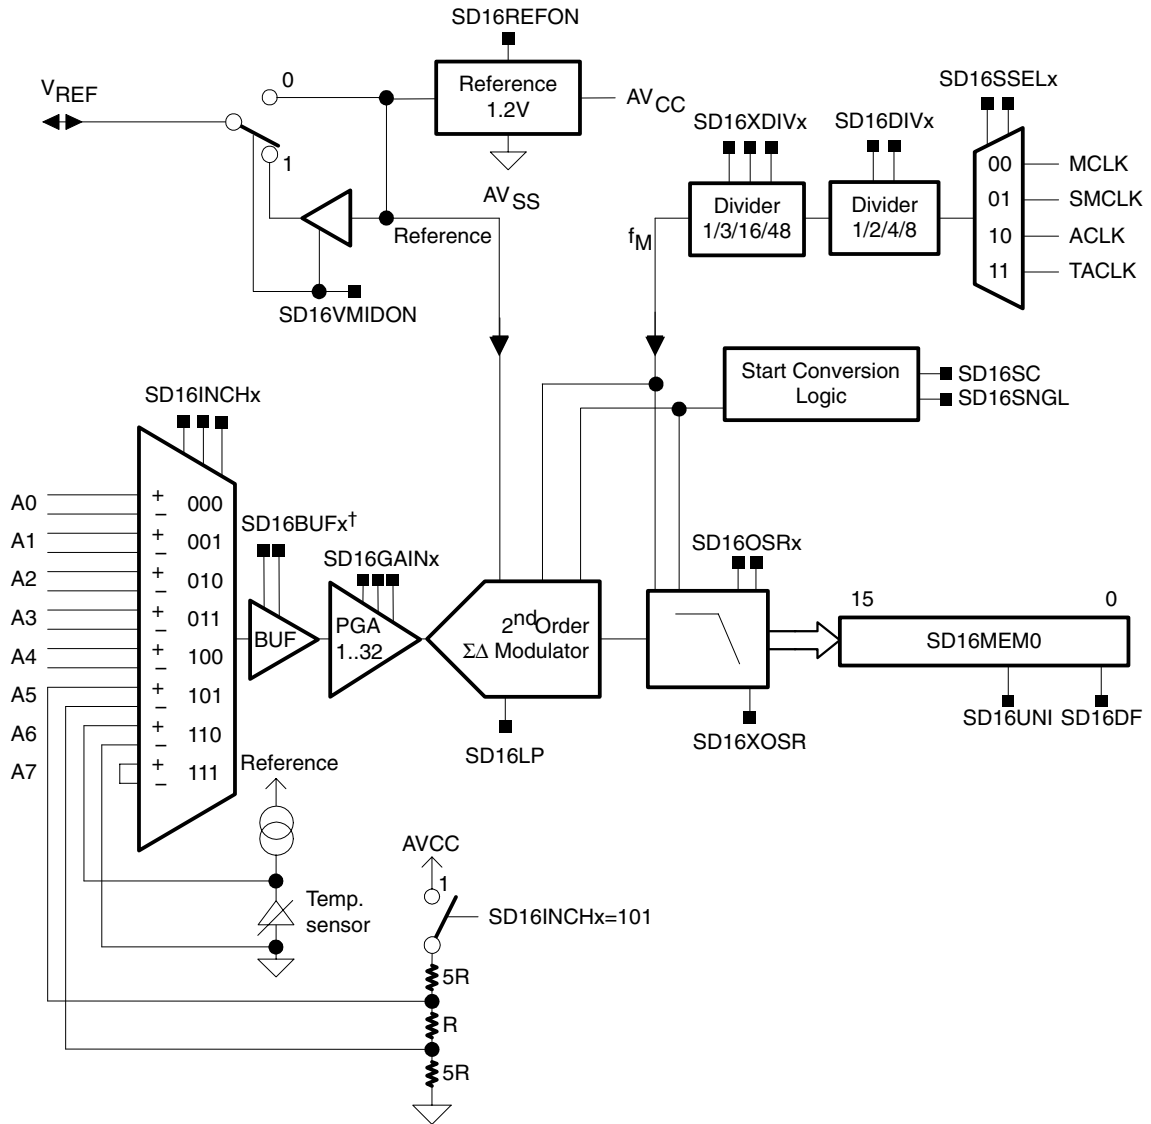 SD16REFON
VREF
0
Reference
1.2V
AVCC
AVSS
1
Reference
SD16VMIDON
SD16SSELx
SD16XDIVx
SD16DIVx
Divider
1/3/16/48
Divider
1/2/4/8
00
MCLK
01
SMCLK
10
ACLK
11
TACLK
fM
Start Conversion
Logic
SD16SC
SD16SNGL
SD16INCHx
A0
+
−
000
A1
+
−
001
A2
+
−
010
A3
+
−
011
A4
+
−
100
A5
+
−
101
A6
+
−
110
A7
+
−
111
SD16BUFx†
BUF
SD16GAINx
PGA
1..32
2nd Order
ΣΔ Modulator
SD16LP
SD16OSRx
SD16XOSR
15
0
SD16MEM0
SD16UNI
SD16DF
Reference
Temp.
sensor
AVCC
1
SD16INCHx=101
5R
R
5R